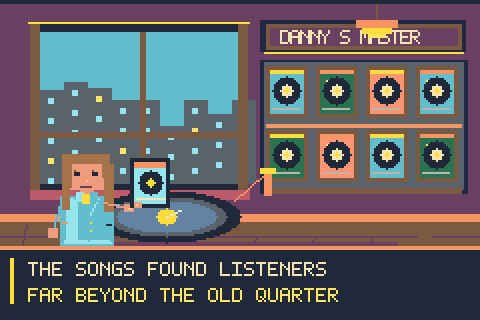 DANNY S MASTER
THE SONGS FOUND LISTENERS
FAR BEYOND THE OLD QUARTER